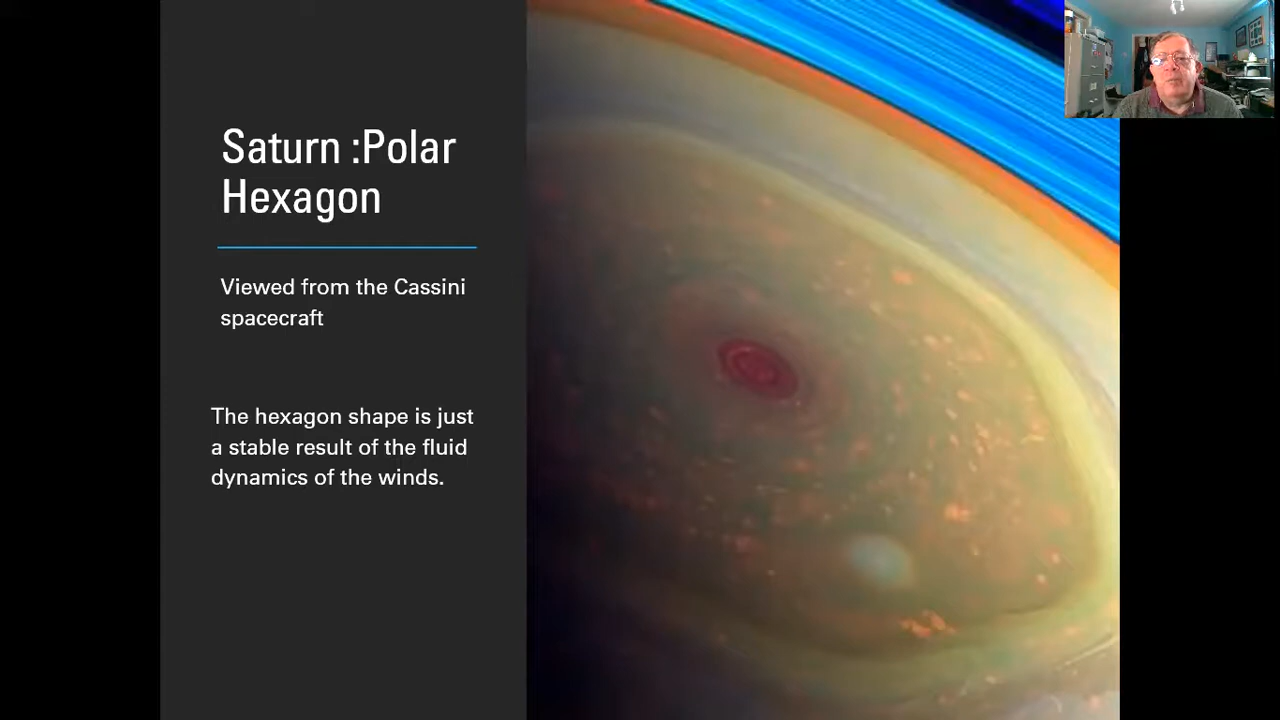 Saturn :Polar
Hexagon
Viewed from the Cassini
spacecraft
The hexagon shape is just
a stable result of the fluid
dynamics of the winds.